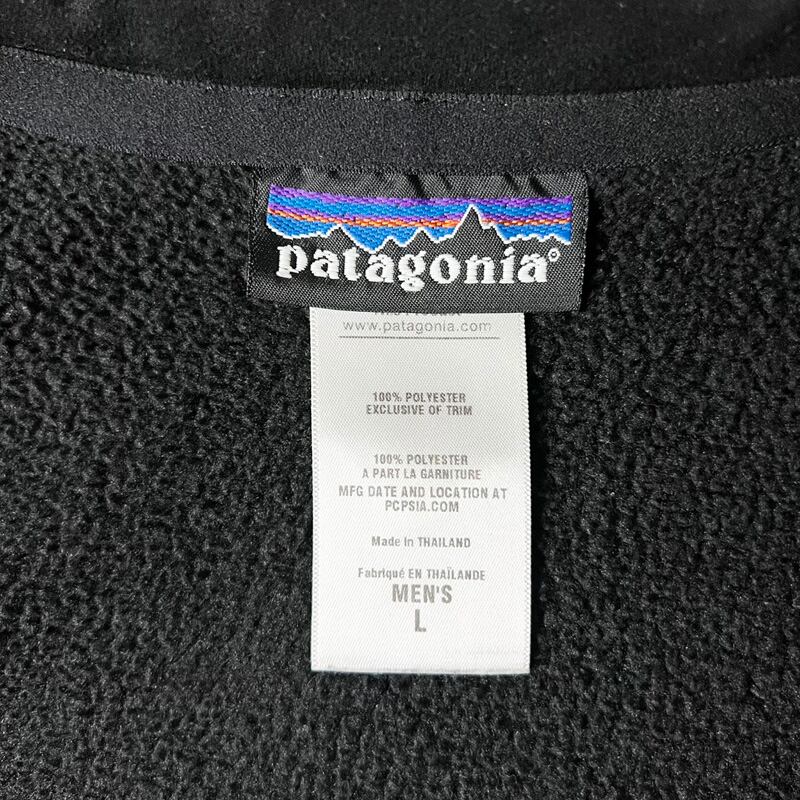 patagonia®
www.patagonia.com
100% POLYESTER
EXCLUSIVE OF TRIM
100% POLYESTER
A PART LA GARNITURE
MFG DATE AND LOCATION AT
PCPSIA.COM
Made in THAILAND
Fabriqué EN THAÏLANDE
MEN'S
L